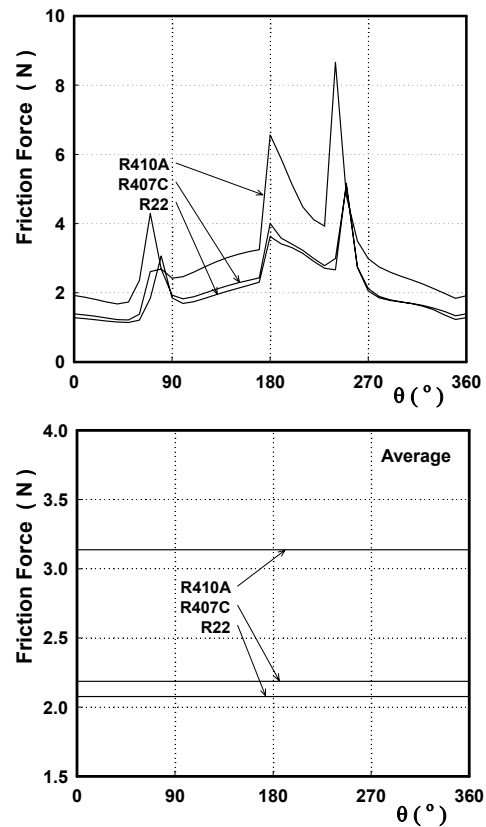 Friction Force ( N )
10
8
6
4
2
0
R410A
R407C
R22
0 90 180 270 360
θ ( ° )
Friction Force ( N )
4.0
3.5
3.0
2.5
2.0
1.5
Average
R410A
R407C
R22
0 90 180 270 360
θ ( ° )